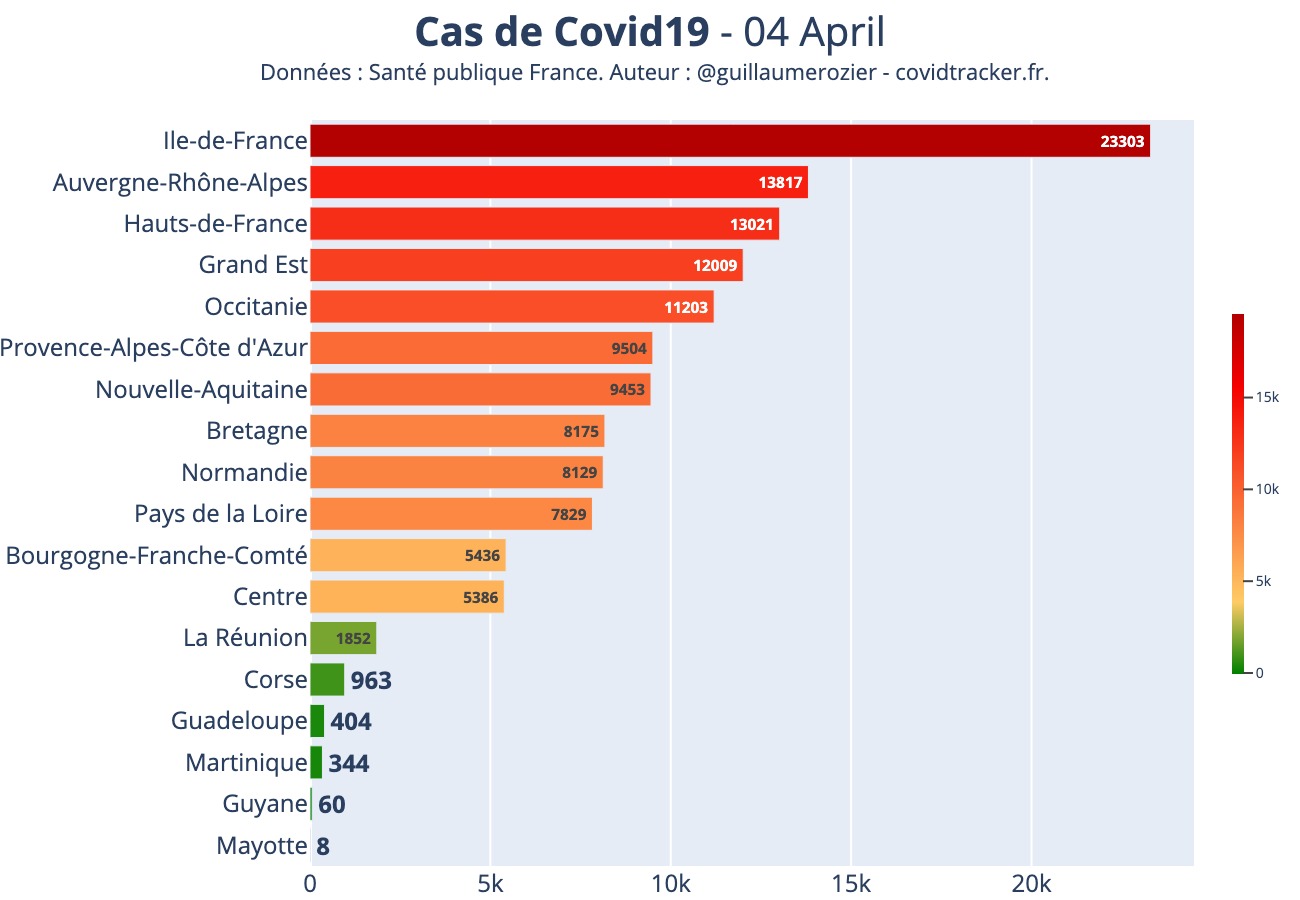 Cas de Covid19 - 04 April
Données : Santé publique France. Auteur : @guillaumerozier - covidtracker.fr.
Ile-de-France 23303
Auvergne-Rhône-Alpes 13817
Hauts-de-France 13021
Grand Est 12009
Occitanie 11203
Provence-Alpes-Côte d'Azur 9504
Nouvelle-Aquitaine 9453
Bretagne 8175
Normandie 8129
Pays de la Loire 7829
Bourgogne-Franche-Comté 5436
Centre 5386
La Réunion 1852
Corse 963
Guadeloupe 404
Martinique 344
Guyane 60
Mayotte 8
0 5k 10k 15k 20k
15k
10k
5k
0